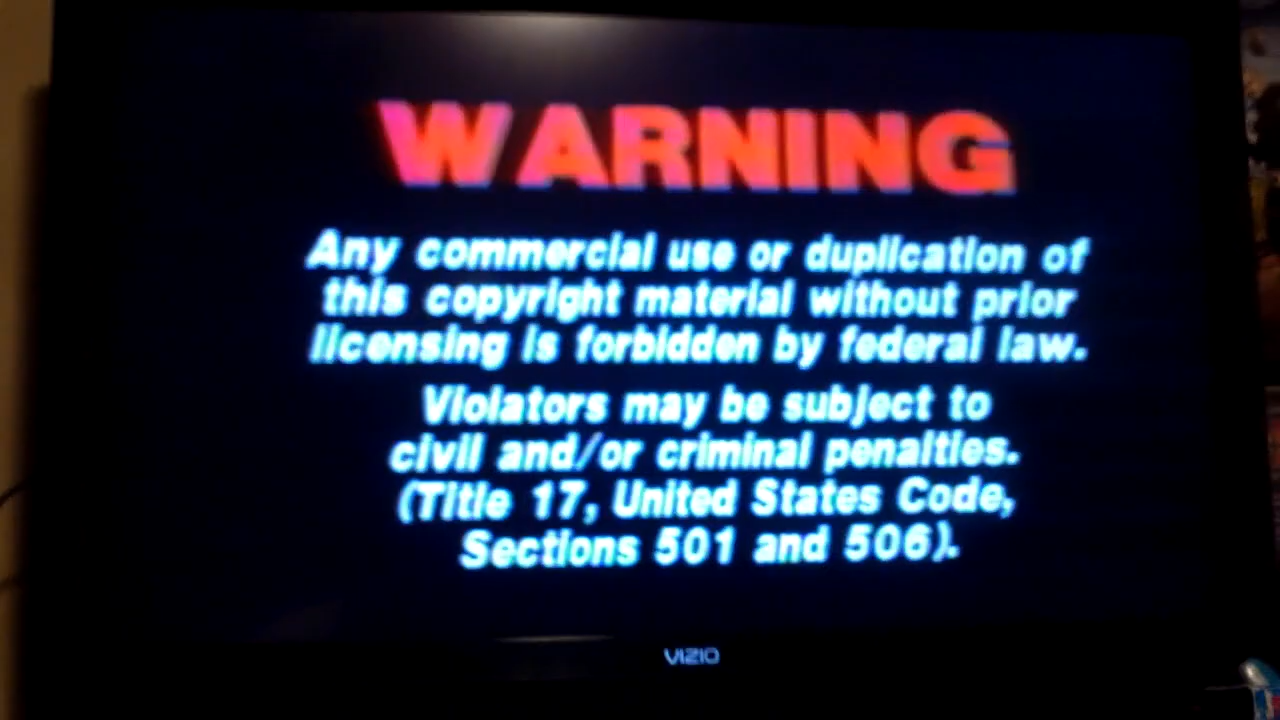 WARNING
Any commercial use or duplication of
this copyright material without prior
licensing is forbidden by federal law.
Violators may be subject to
civil and/or criminal penalties.
(Title 17, United States Code,
Sections 501 and 506).
VIZIO